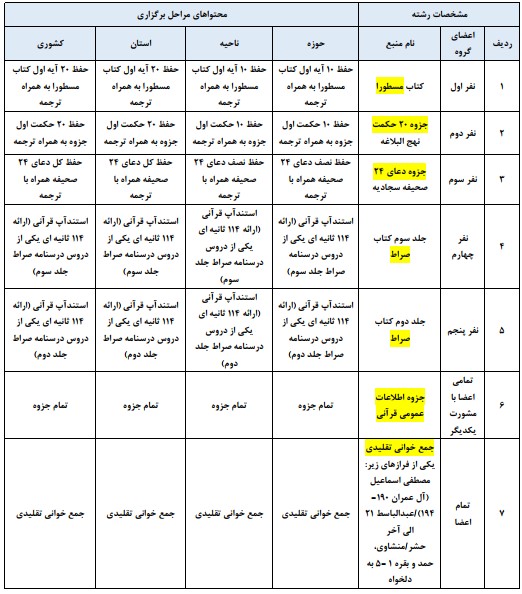 مشخصات رشته
محتواهای مراحل برگزاری
ردیف
اعضای
گروه
نام منبع
حوزه
ناحیه
استان
کشوری
۱
نفر اول
کتاب مسطورا
حفظ ۱۰ آیه اول کتاب
مسطورا به همراه
ترجمه
حفظ ۱۰ آیه اول کتاب
مسطورا به همراه
ترجمه
حفظ ۲۰ آیه اول کتاب
مسطورا به همراه
ترجمه
حفظ ۲۰ آیه اول کتاب
مسطورا به همراه
ترجمه
۲
نفر دوم
جزوه ۲۰ حکمت
نهج البلاغه
حفظ ۱۰ حکمت اول
جزوه به همراه ترجمه
حفظ ۱۰ حکمت اول
جزوه به همراه ترجمه
حفظ ۲۰ حکمت اول
جزوه به همراه ترجمه
حفظ ۲۰ حکمت اول
جزوه به همراه ترجمه
۳
نفر سوم
جزوه دعای ۲۴
صحیفه سجادیه
حفظ نصف دعای ۲۴
صحیفه همراه با
ترجمه
حفظ نصف دعای ۲۴
صحیفه همراه با
ترجمه
حفظ کل دعای ۲۴
صحیفه همراه با
ترجمه
حفظ کل دعای ۲۴
صحیفه همراه با
ترجمه
۴
نفر
چهارم
جلد سوم کتاب
صراط
استندآپ قرآنی (ارائه
۱۱۴ ثانیه ای یکی از
دروس درسنامه
صراط جلد سوم)
استندآپ قرآنی
(ارائه ۱۱۴ ثانیه ای
یکی از دروس
درسنامه صراط جلد
سوم)
استندآپ قرآنی (ارائه
۱۱۴ ثانیه ای یکی از
دروس درسنامه صراط
جلد سوم)
استندآپ قرآنی (ارائه
۱۱۴ ثانیه ای یکی از
دروس درسنامه صراط
جلد سوم)
۵
نفر پنجم
جلد دوم کتاب
صراط
استندآپ قرآنی (ارائه
۱۱۴ ثانیه ای یکی از
دروس درسنامه
صراط جلد دوم)
استندآپ قرآنی
(ارائه ۱۱۴ ثانیه ای
یکی از دروس
درسنامه صراط جلد
دوم)
استندآپ قرآنی (ارائه
۱۱۴ ثانیه ای یکی از
دروس درسنامه صراط
جلد دوم)
استندآپ قرآنی (ارائه
۱۱۴ ثانیه ای یکی از
دروس درسنامه صراط
جلد دوم)
۶
تمامی
اعضا با
مشورت
یکدیگر
جزوه اطلاعات
عمومی قرآنی
تمام جزوه
تمام جزوه
تمام جزوه
تمام جزوه
۷
تمام
اعضا
جمع خوانی تقلیدی
یکی از فرازهای زیر:
مصطفی اسماعیل
(آل عمران ۱۹۰-
۱۹۴)/عبدالباسط ۲۱
الی آخر
حشر/منشاوی،
حمد و بقره ۱ -۵ به
دلخواه
جمع خوانی تقلیدی
جمع خوانی تقلیدی
جمع خوانی تقلیدی
جمع خوانی تقلیدی